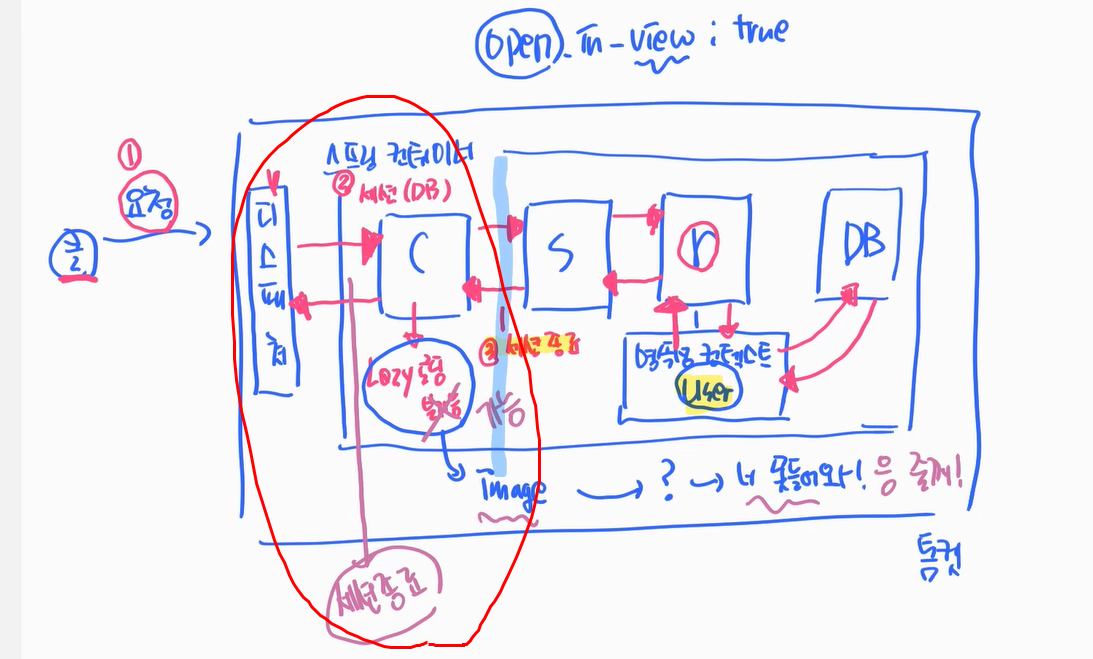 open-in-view : true
①
요청
클라
디스패처
스프링 컨테이너
② 세션(DB)
C
S
r
DB
③ 세션종료
영속성 컨텍스트
User
Lazy 로딩
불가능
가능
image
?
너 못들어와! 응 줄께!
세션종료
톰캣